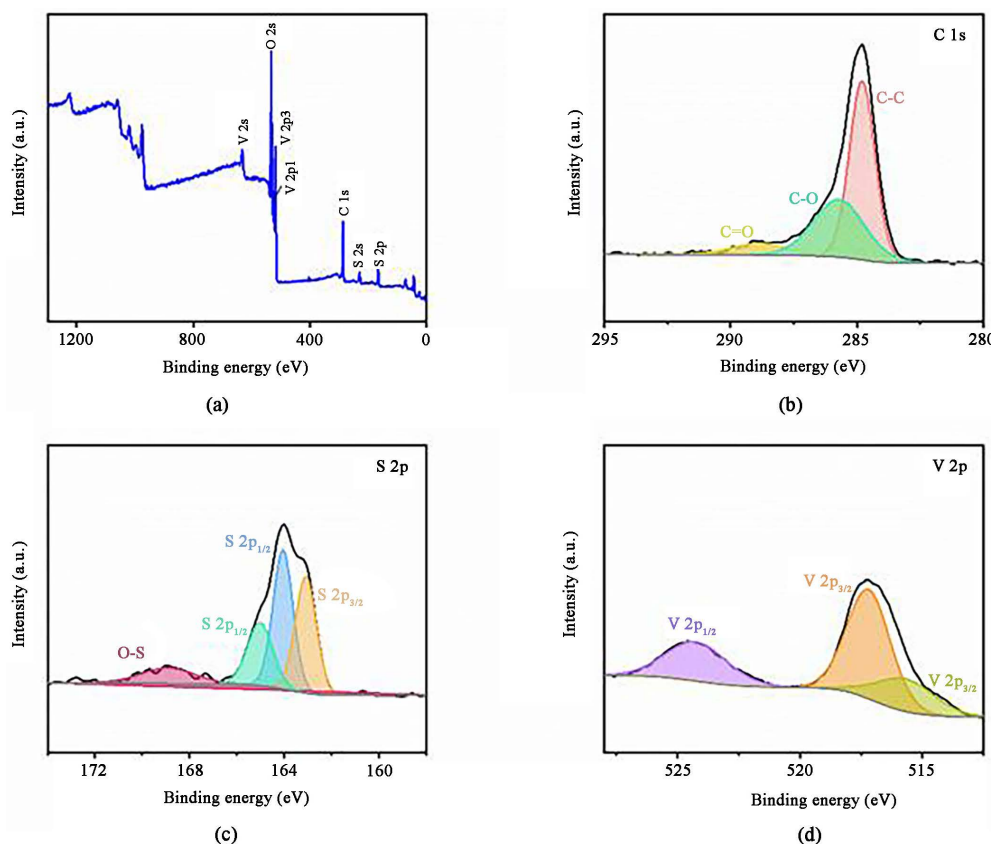 O 2s
V 2s
V 2p3
V 2p1
C 1s
S 2s
S 2p
Intensity (a.u.)
1200
800
400
0
Binding energy (eV)
(a)
C 1s
C-C
C-O
C=O
Intensity (a.u.)
295
290
285
280
Binding energy (eV)
(b)
S 2p
S 2p1/2
S 2p3/2
S 2p1/2
O-S
Intensity (a.u.)
172
168
164
160
Binding energy (eV)
(c)
V 2p
V 2p3/2
V 2p1/2
V 2p3/2
Intensity (a.u.)
525
520
515
Binding energy (eV)
(d)